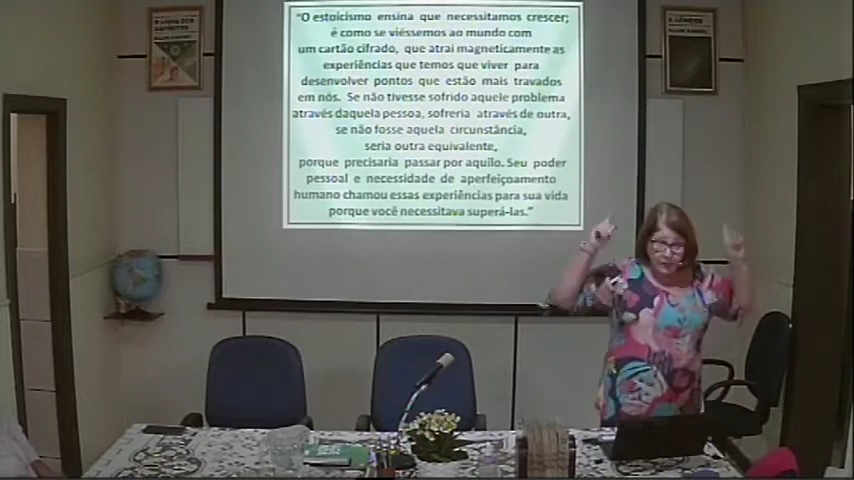 "O estoicismo ensina que necessitamos crescer;
é como se viéssemos ao mundo com
um cartão cifrado, que atrai magneticamente as
experiências que temos que viver para
desenvolver pontos que estão mais travados
em nós. Se não tivesse sofrido aquele problema
através daquela pessoa, sofreria através de outra,
se não fosse aquela circunstância,
seria outra equivalente,
porque precisaria passar por aquilo. Seu poder
pessoal e necessidade de aperfeiçoamento
humano chamou essas experiências para sua vida
porque você necessitava superá-las."